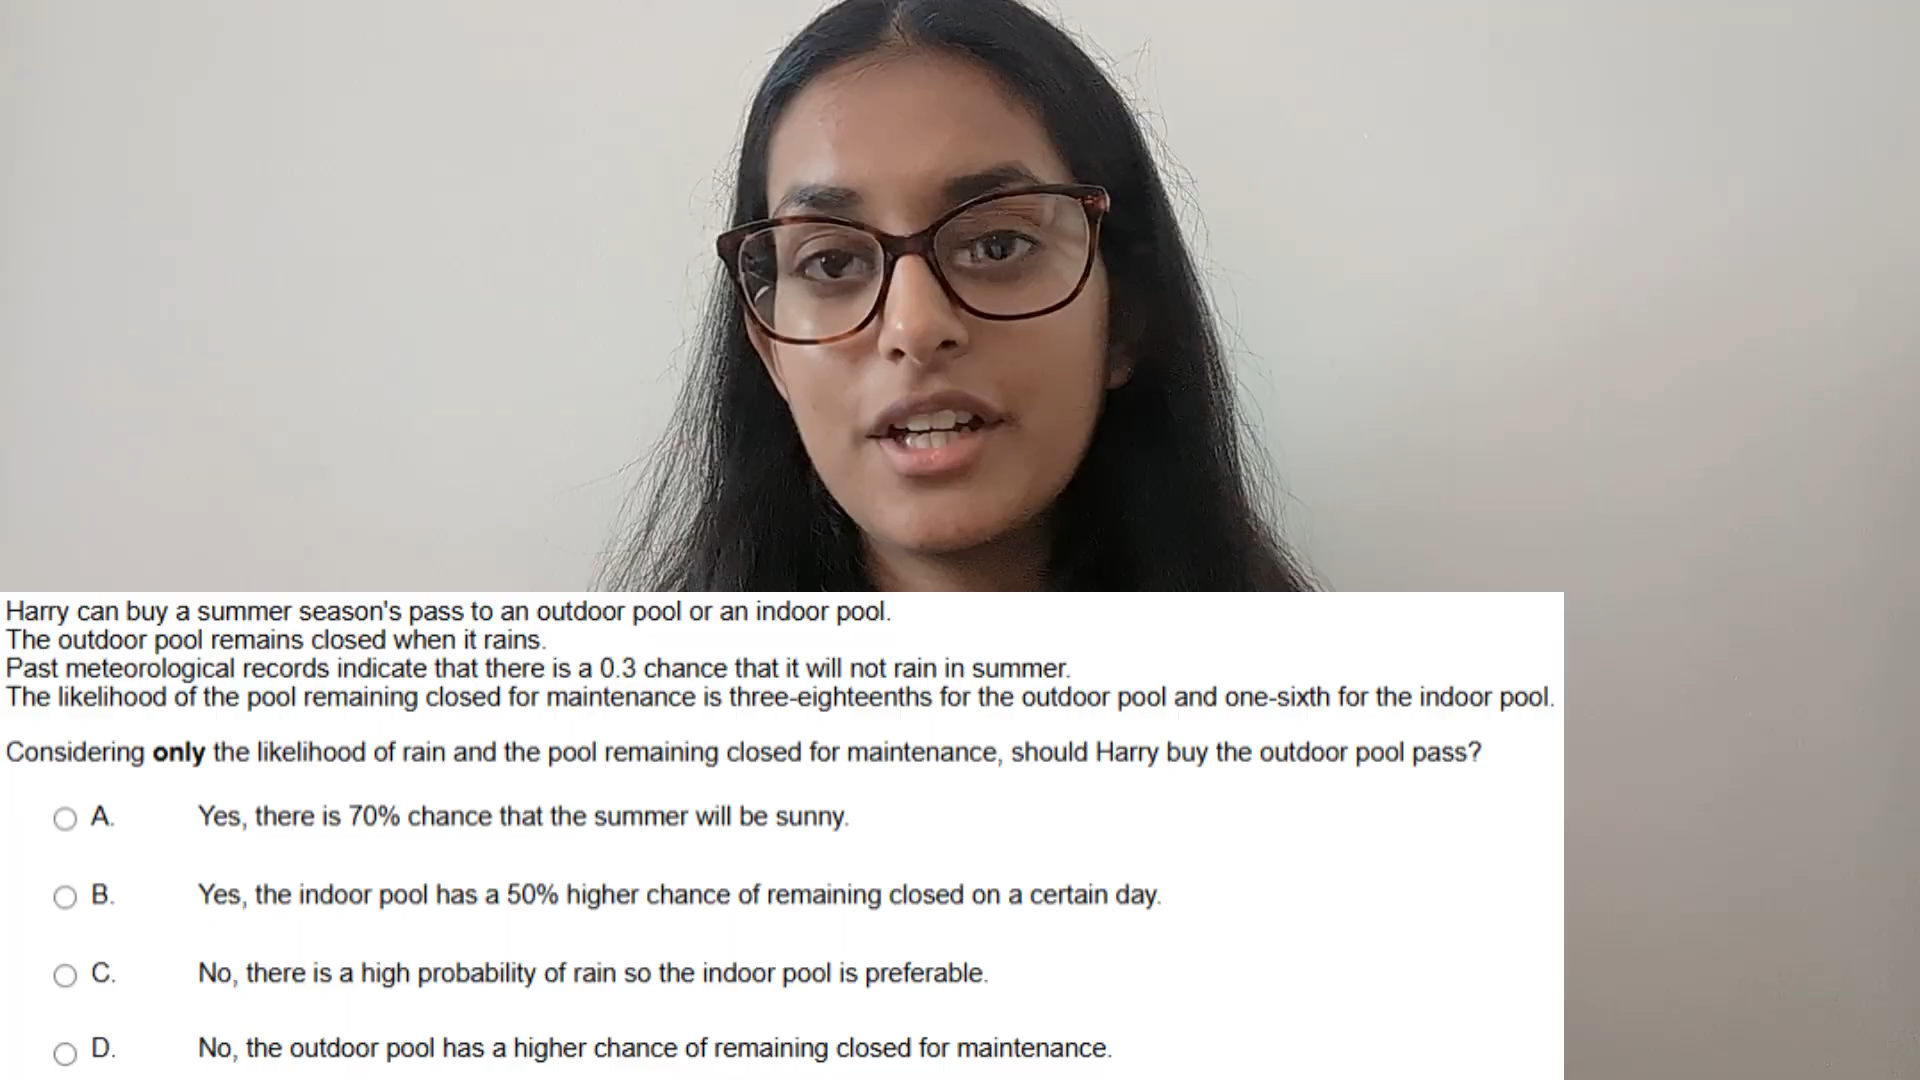 Harry can buy a summer season's pass to an outdoor pool or an indoor pool.
The outdoor pool remains closed when it rains.
Past meteorological records indicate that there is a 0.3 chance that it will not rain in summer.
The likelihood of the pool remaining closed for maintenance is three-eighteenths for the outdoor pool and one-sixth for the indoor pool.
Considering only the likelihood of rain and the pool remaining closed for maintenance, should Harry buy the outdoor pool pass?
A. Yes, there is 70% chance that the summer will be sunny.
B. Yes, the indoor pool has a 50% higher chance of remaining closed on a certain day.
C. No, there is a high probability of rain so the indoor pool is preferable.
D. No, the outdoor pool has a higher chance of remaining closed for maintenance.